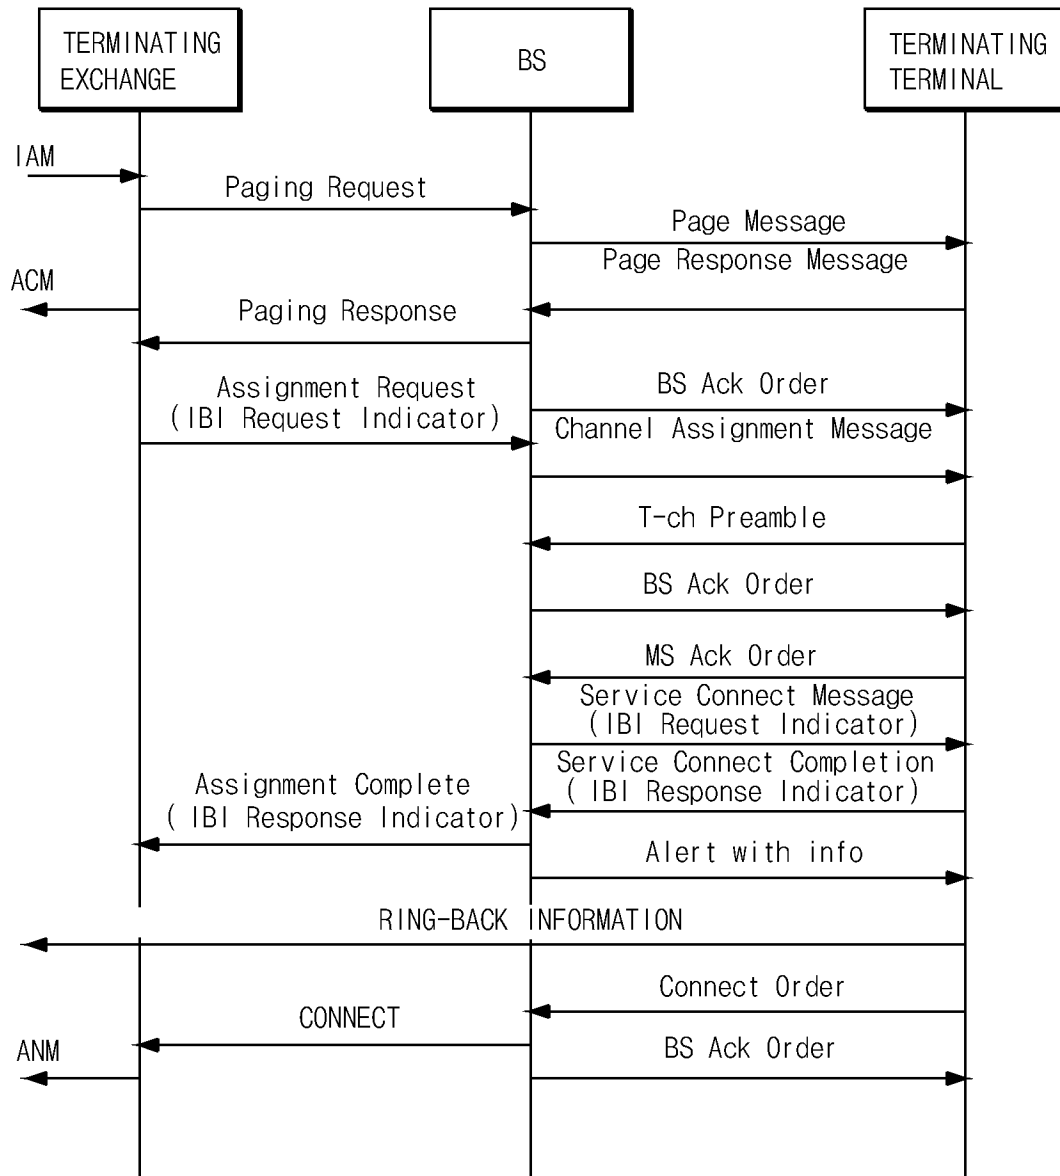 TERMINATING
EXCHANGE
BS
TERMINATING
TERMINAL
IAM
Paging Request
Page Message
Page Response Message
ACM
Paging Response
Assignment Request
(IBI Request Indicator)
BS Ack Order
Channel Assignment Message
T-ch Preamble
BS Ack Order
MS Ack Order
Service Connect Message
(IBI Request Indicator)
Service Connect Completion
( IBI Response Indicator)
Assignment Complete
( IBI Response Indicator)
Alert with info
RING-BACK INFORMATION
Connect Order
CONNECT
ANM
BS Ack Order